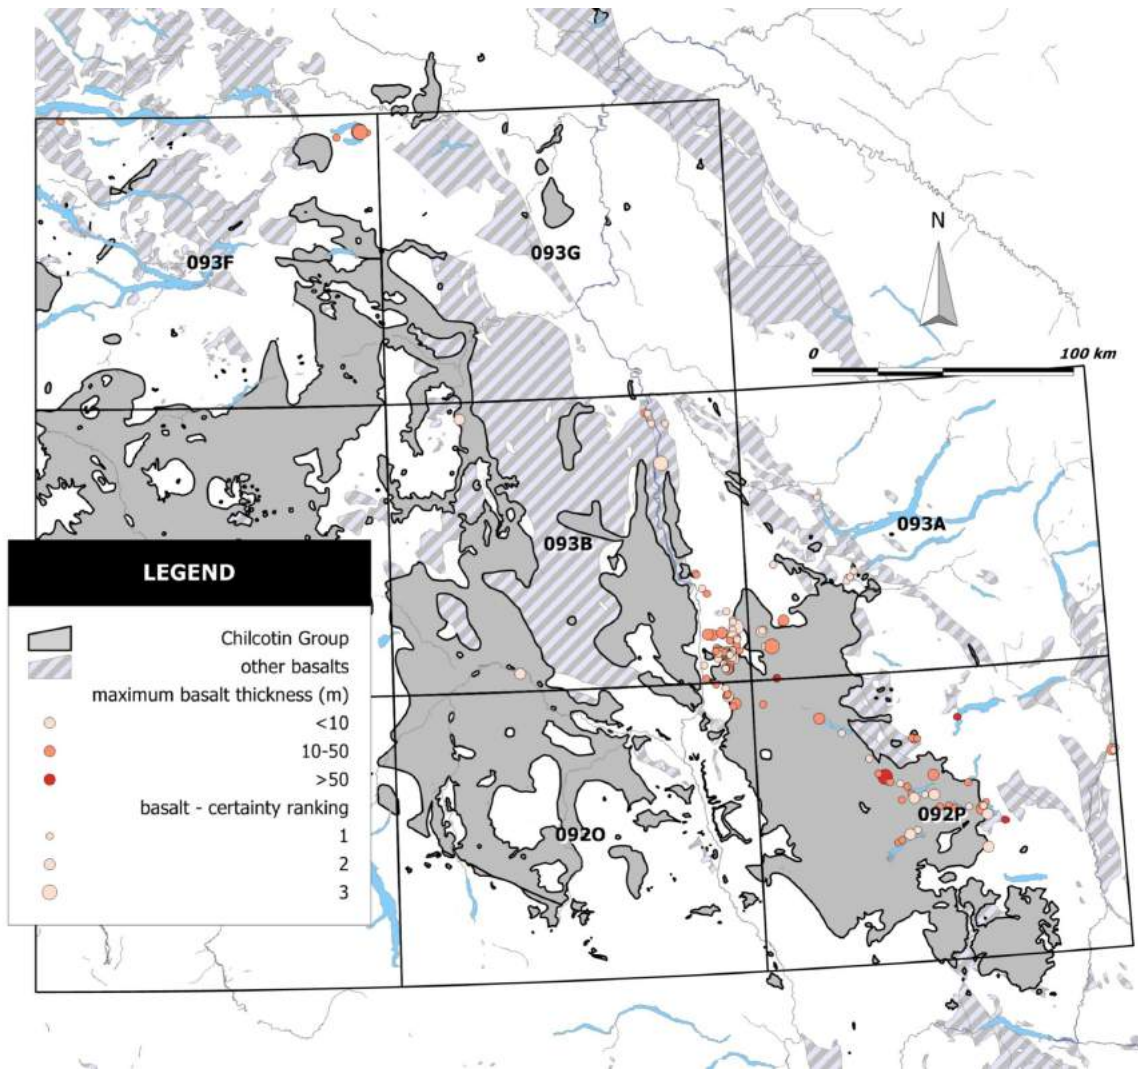 093F
093G
N
0 100 km
093B
093A
LEGEND
Chilcotin Group
other basalts
maximum basalt thickness (m)
<10
10-50
>50
basalt - certainty ranking
1
2
3
092O
092P